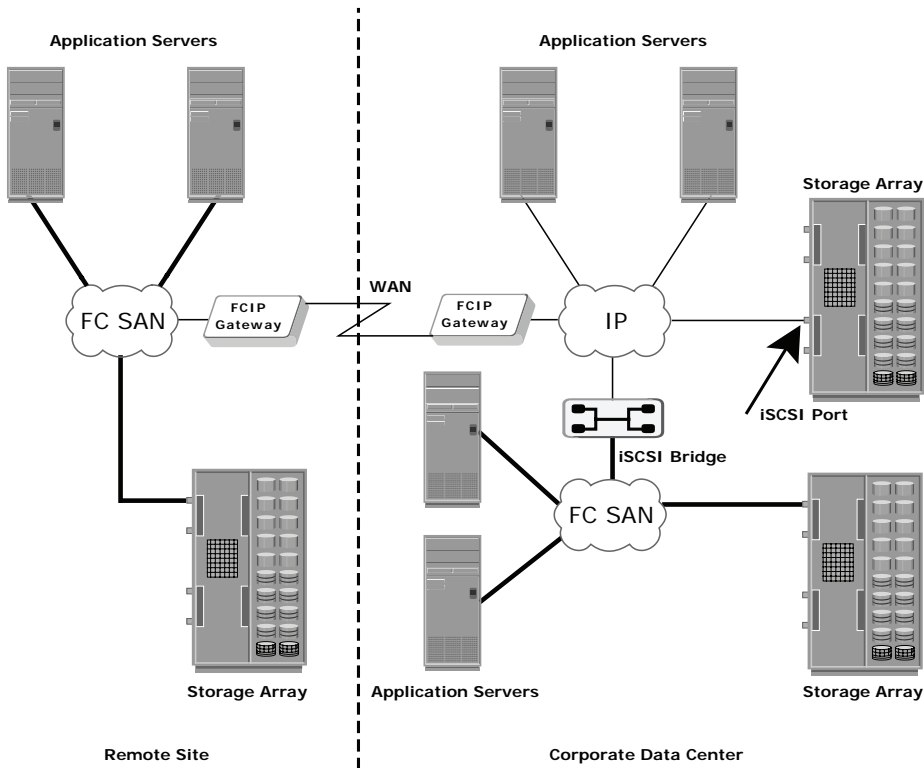 Application Servers
Application Servers
Storage Array
WAN
FC SAN
FCIP
Gateway
FCIP
Gateway
IP
iSCSI Port
iSCSI Bridge
FC SAN
Storage Array
Application Servers
Storage Array
Remote Site
Corporate Data Center